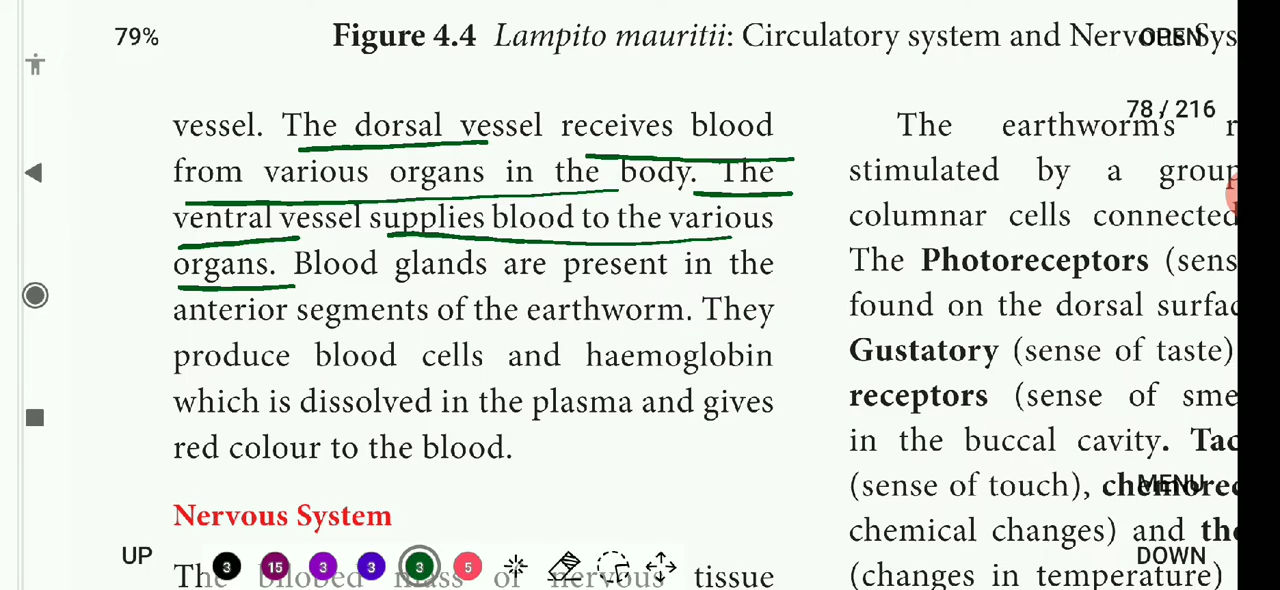 79%
Figure 4.4 Lampito mauritii: Circulatory system and Nervous Sys
OPEN
78 / 216
vessel. The dorsal vessel receives blood
from various organs in the body. The
ventral vessel supplies blood to the various
organs. Blood glands are present in the
anterior segments of the earthworm. They
produce blood cells and haemoglobin
which is dissolved in the plasma and gives
red colour to the blood.
Nervous System
The bilobed mass of nervous tissue
The earthworm's r
stimulated by a group
columnar cells connected
The Photoreceptors (sens
found on the dorsal surfac
Gustatory (sense of taste)
receptors (sense of sme
in the buccal cavity. Tac
(sense of touch), chemorec
chemical changes) and the
(changes in temperature)
MENU
DOWN
UP
3 15 3 3 3 5